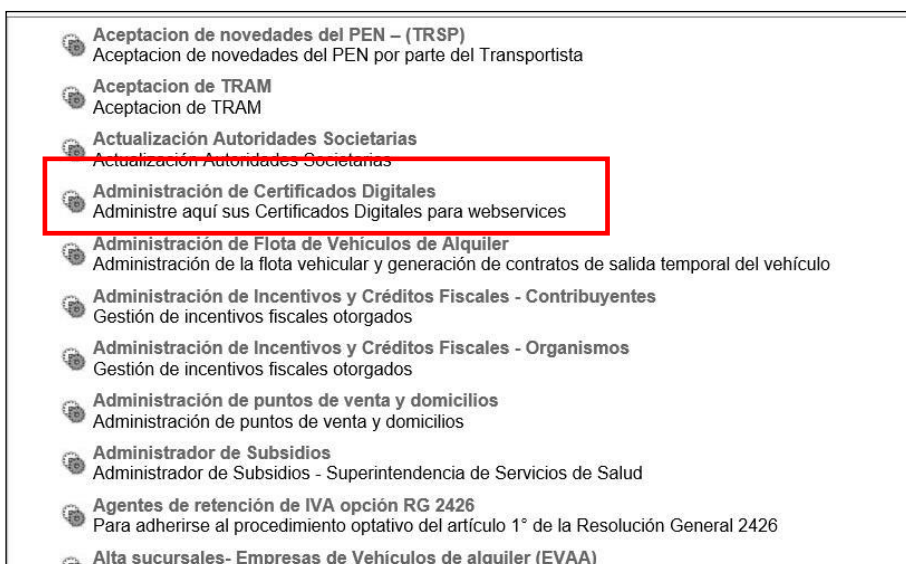 Aceptacion de novedades del PEN – (TRSP)
Aceptacion de novedades del PEN por parte del Transportista
Aceptacion de TRAM
Aceptacion de TRAM
Actualización Autoridades Societarias
Actualización Autoridades Societarias
Administración de Certificados Digitales
Administre aquí sus Certificados Digitales para webservices
Administración de Flota de Vehículos de Alquiler
Administración de la flota vehicular y generación de contratos de salida temporal del vehículo
Administración de Incentivos y Créditos Fiscales - Contribuyentes
Gestión de incentivos fiscales otorgados
Administración de Incentivos y Créditos Fiscales - Organismos
Gestión de incentivos fiscales otorgados
Administración de puntos de venta y domicilios
Administración de puntos de venta y domicilios
Administrador de Subsidios
Administrador de Subsidios - Superintendencia de Servicios de Salud
Agentes de retención de IVA opción RG 2426
Para adherirse al procedimiento optativo del artículo 1° de la Resolución General 2426
Alta sucursales- Empresas de Vehículos de alquiler (EVAA)